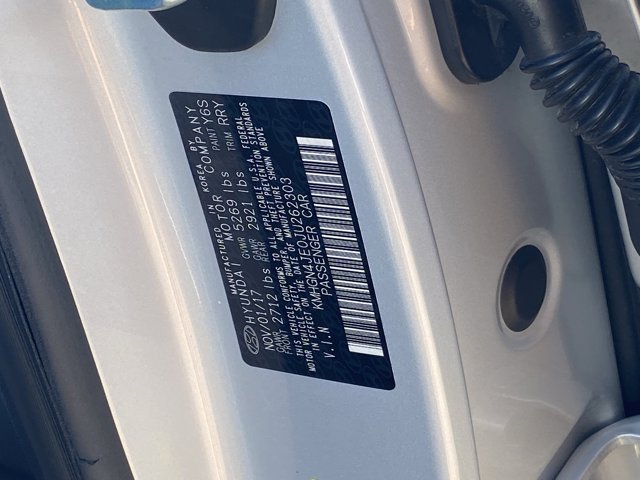 MANUFACTURED IN KOREA BY
HYUNDAI MOTOR COMPANY
NOV/01/17 GVWR 5269 lbs PAINT Y6S
GAWR FRONT 2712 lbs GAWR REAR 2921 lbs TRIM RRY
THIS VEHICLE CONFORMS TO ALL APPLICABLE U.S.A. FEDERAL
MOTOR VEHICLE SAFETY BUMPER AND THEFT PREVENTION STANDARDS
IN EFFECT ON THE DATE OF MANUFACTURE SHOWN ABOVE
KMHGN4JE0JU262303
V.I.N PASSENGER CAR